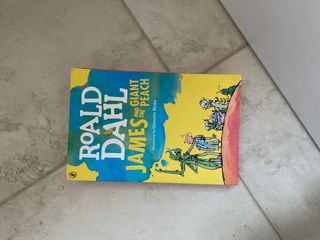 ROALD
DAHL
JAMES
AND THE
GIANT
PEACH